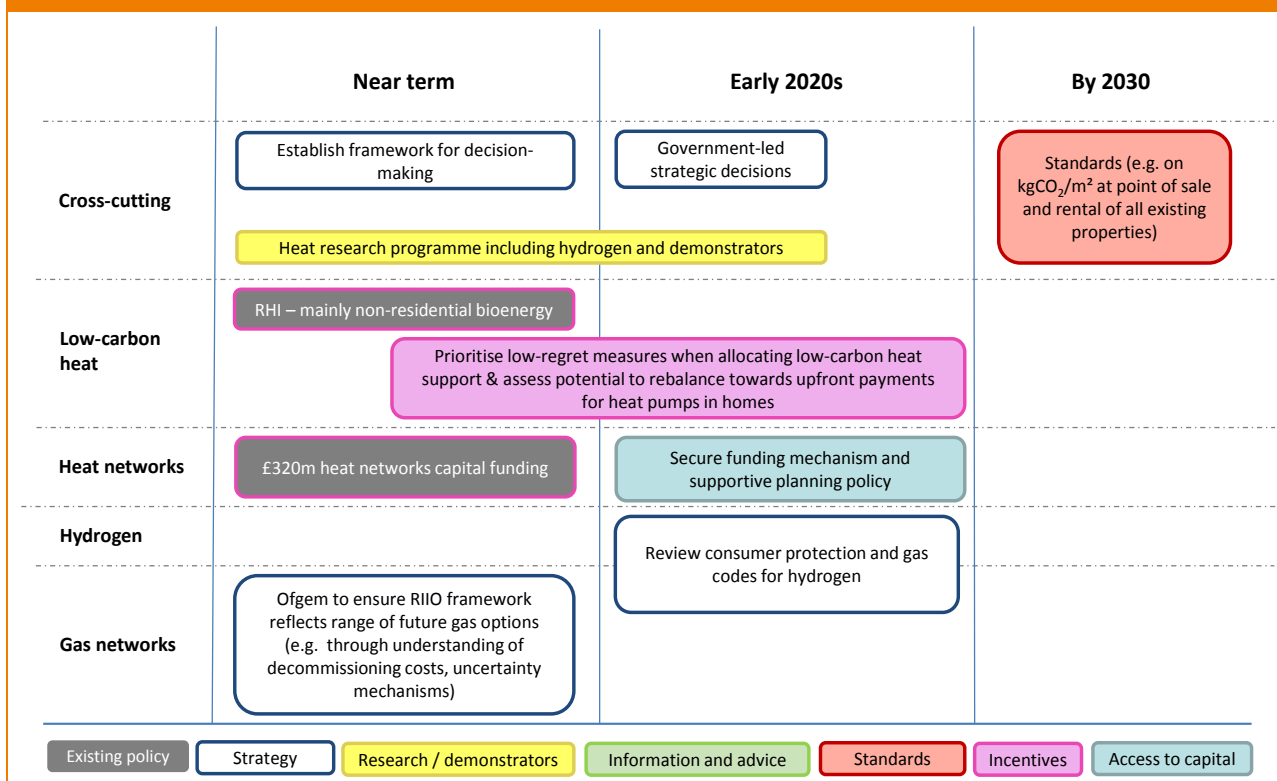 Near term
Early 2020s
By 2030
Cross-cutting
Establish framework for decision-
making
Government-led
strategic decisions
Standards (e.g. on
kgCO₂/m² at point of sale
and rental of all existing
properties)
Heat research programme including hydrogen and demonstrators
Low-carbon
heat
RHI – mainly non-residential bioenergy
Prioritise low-regret measures when allocating low-carbon heat
support & assess potential to rebalance towards upfront payments
for heat pumps in homes
Heat networks
£320m heat networks capital funding
Secure funding mechanism and
supportive planning policy
Hydrogen
Review consumer protection and gas
codes for hydrogen
Gas networks
Ofgem to ensure RIIO framework
reflects range of future gas options
(e.g. through understanding of
decommissioning costs, uncertainty
mechanisms)
Existing policy
Strategy
Research / demonstrators
Information and advice
Standards
Incentives
Access to capital